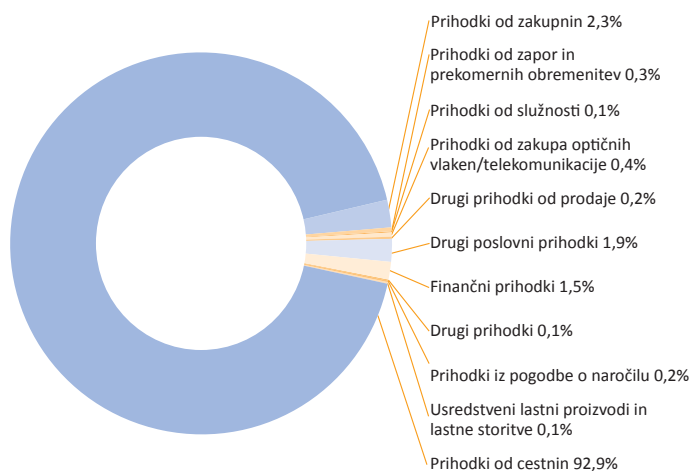 Prihodki od zakupnin 2,3%
Prihodki od zapor in
prekomernih obremenitev 0,3%
Prihodki od služnosti 0,1%
Prihodki od zakupa optičnih
vlaken/telekomunikacije 0,4%
Drugi prihodki od prodaje 0,2%
Drugi poslovni prihodki 1,9%
Finančni prihodki 1,5%
Drugi prihodki 0,1%
Prihodki iz pogodbe o naročilu 0,2%
Usredstveni lastni proizvodi in
lastne storitve 0,1%
Prihodki od cestnin 92,9%